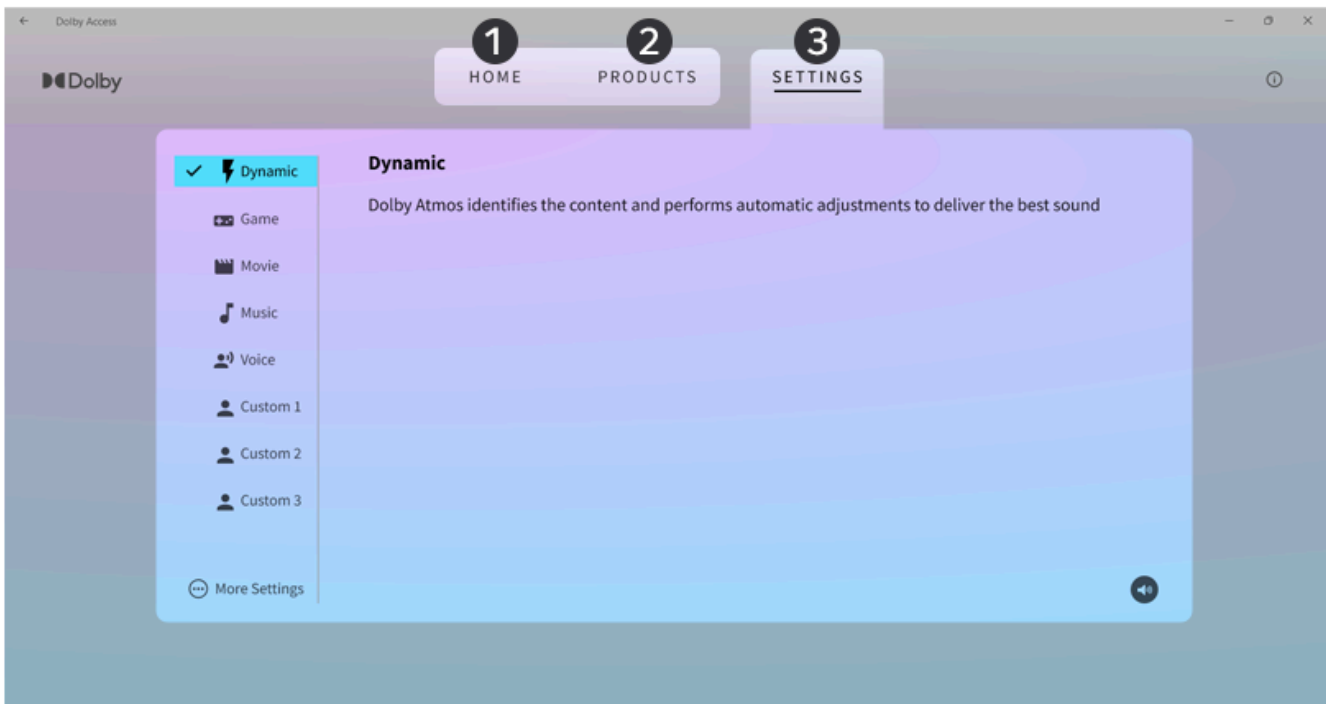 Dolby Access
1 2 3
Dolby
HOME PRODUCTS SETTINGS
Dynamic
Game
Movie
Music
Voice
Custom 1
Custom 2
Custom 3
More Settings
Dynamic
Dolby Atmos identifies the content and performs automatic adjustments to deliver the best sound